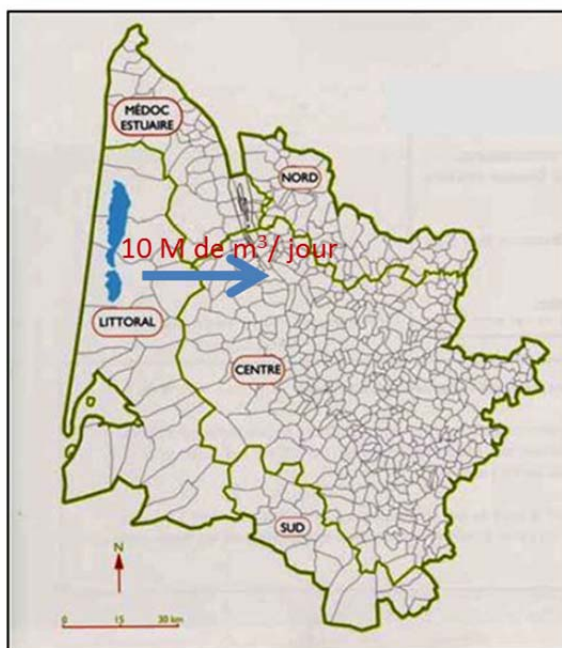 MÉDOC
ESTUAIRE
NORD
10 M de m³/ jour
LITTORAL
CENTRE
SUD
N
0 15 30 km